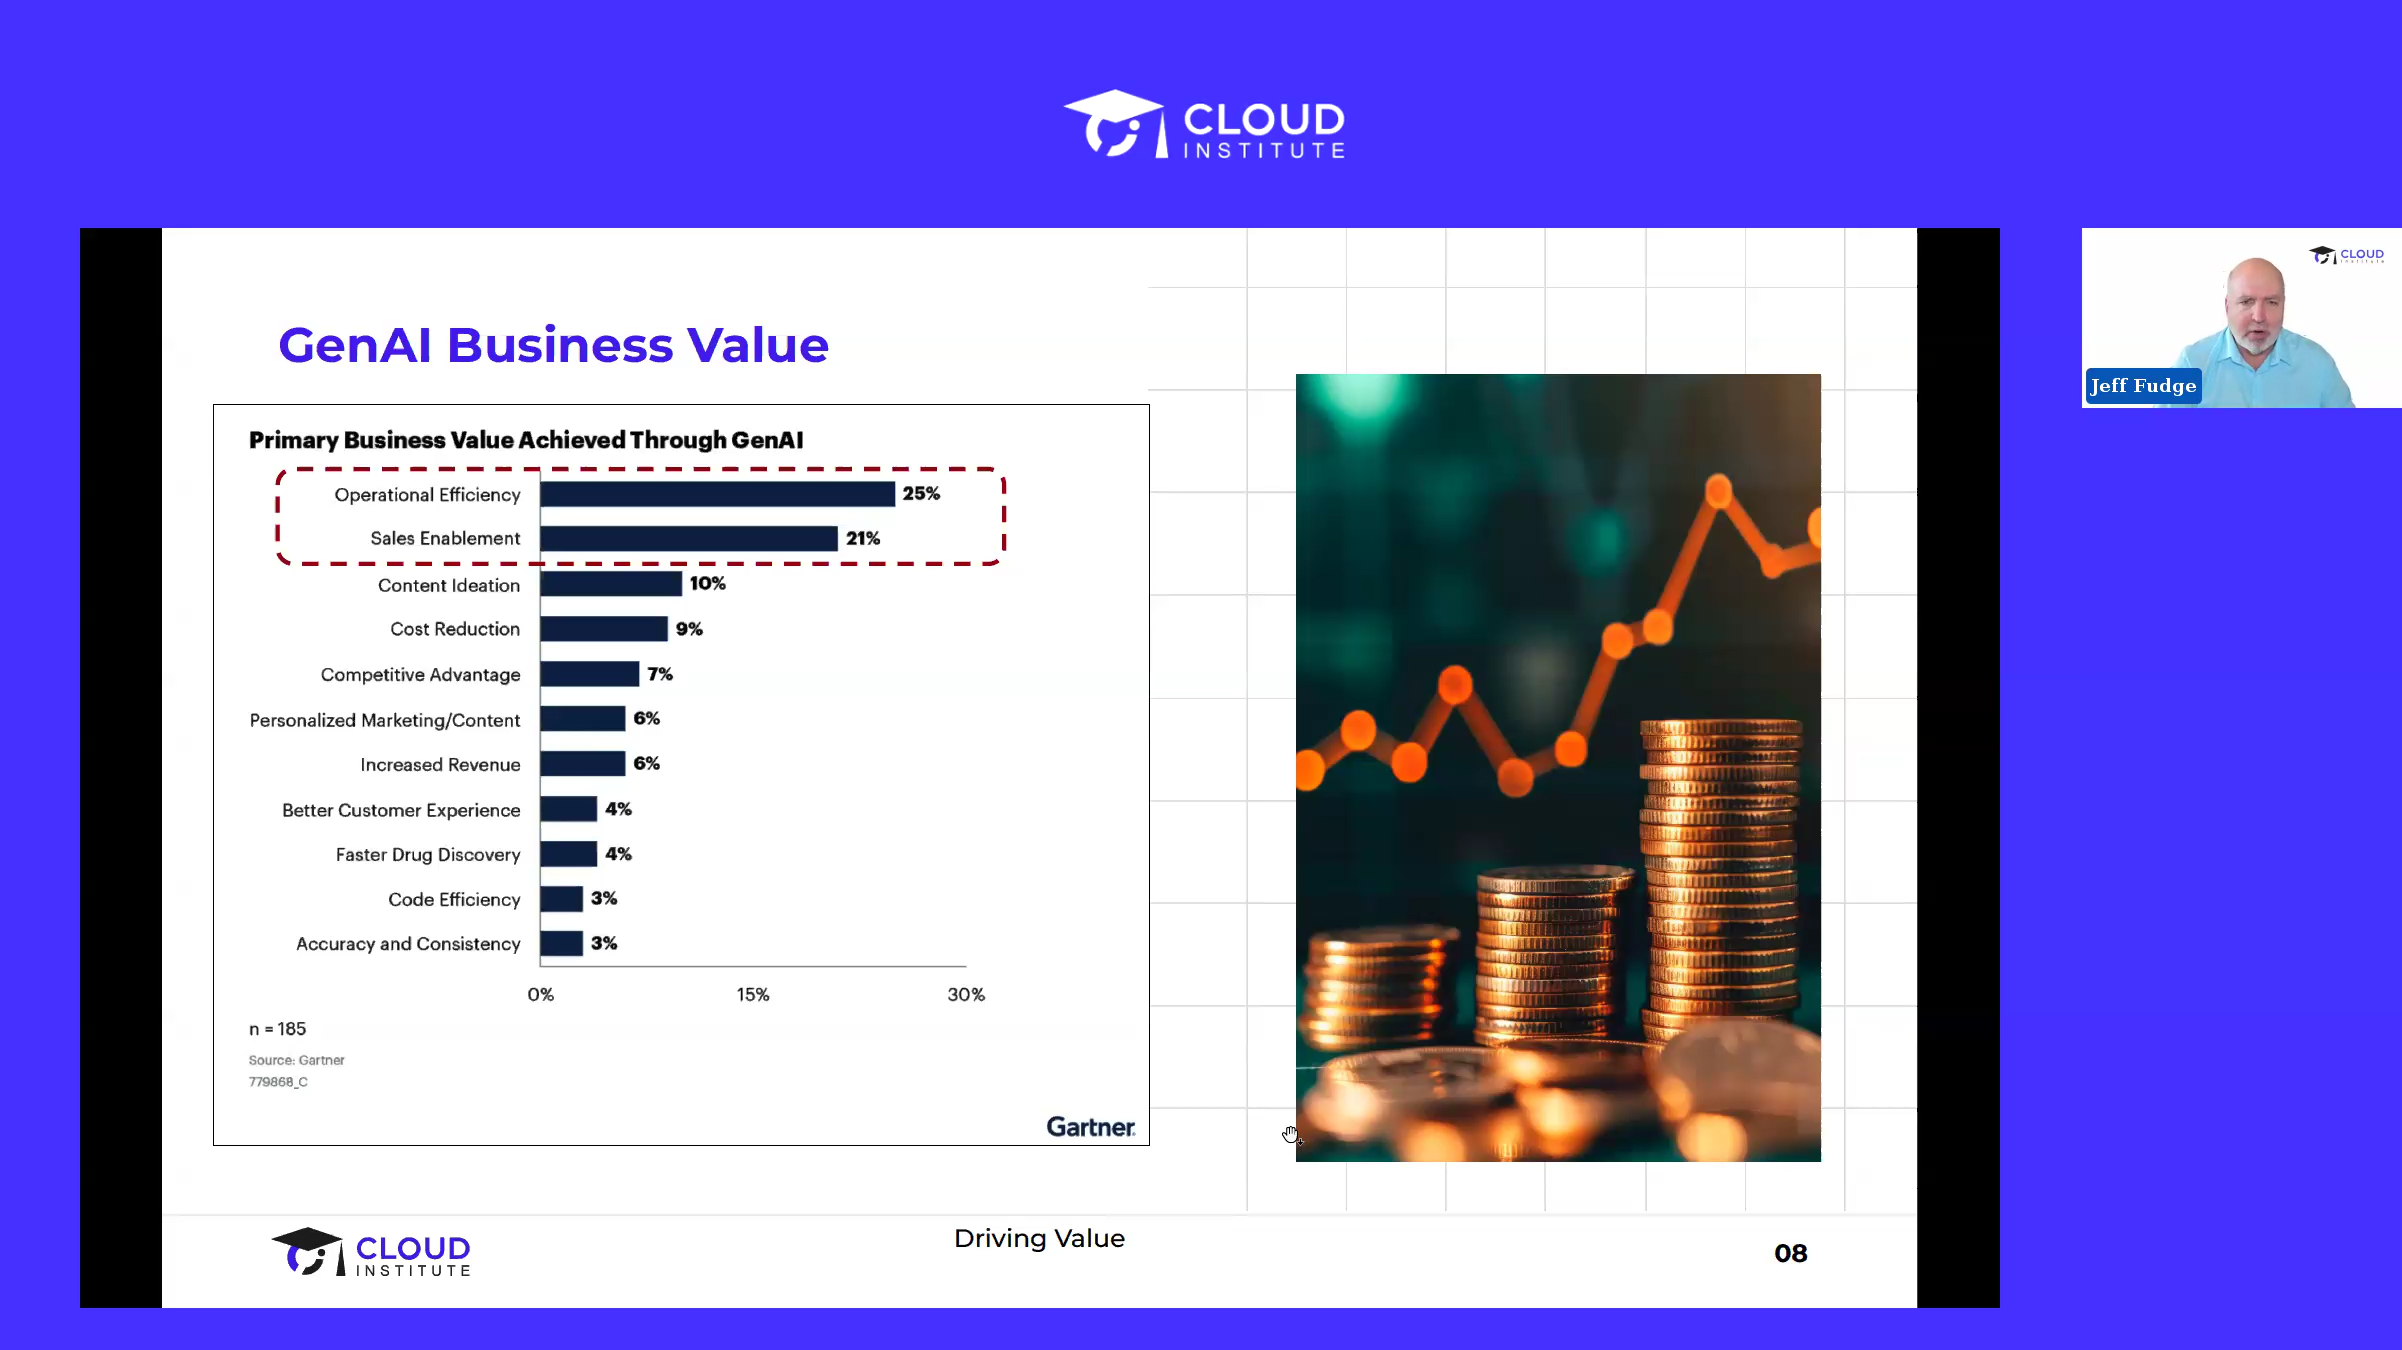 CLOUD
INSTITUTE
GenAI Business Value
Primary Business Value Achieved Through GenAI
Operational Efficiency 25%
Sales Enablement 21%
Content Ideation 10%
Cost Reduction 9%
Competitive Advantage 7%
Personalized Marketing/Content 6%
Increased Revenue 6%
Better Customer Experience 4%
Faster Drug Discovery 4%
Code Efficiency 3%
Accuracy and Consistency 3%
0% 15% 30%
n = 185
Source: Gartner
779868_C
Gartner
CLOUD
INSTITUTE
Driving Value
08
CLOUD
Institute
Jeff Fudge